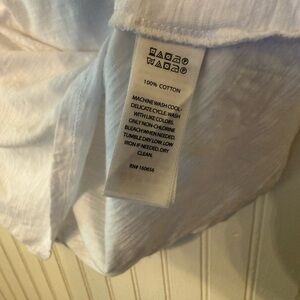 100% COTTON
MACHINE WASH COOL
DELICATE CYCLE. WASH
WITH LIKE COLORS.
ONLY NON-CHLORINE
BLEACH WHEN NEEDED.
TUMBLE DRY LOW. LOW
IRON IF NEEDED. DRY
CLEAN.
RN# 160656